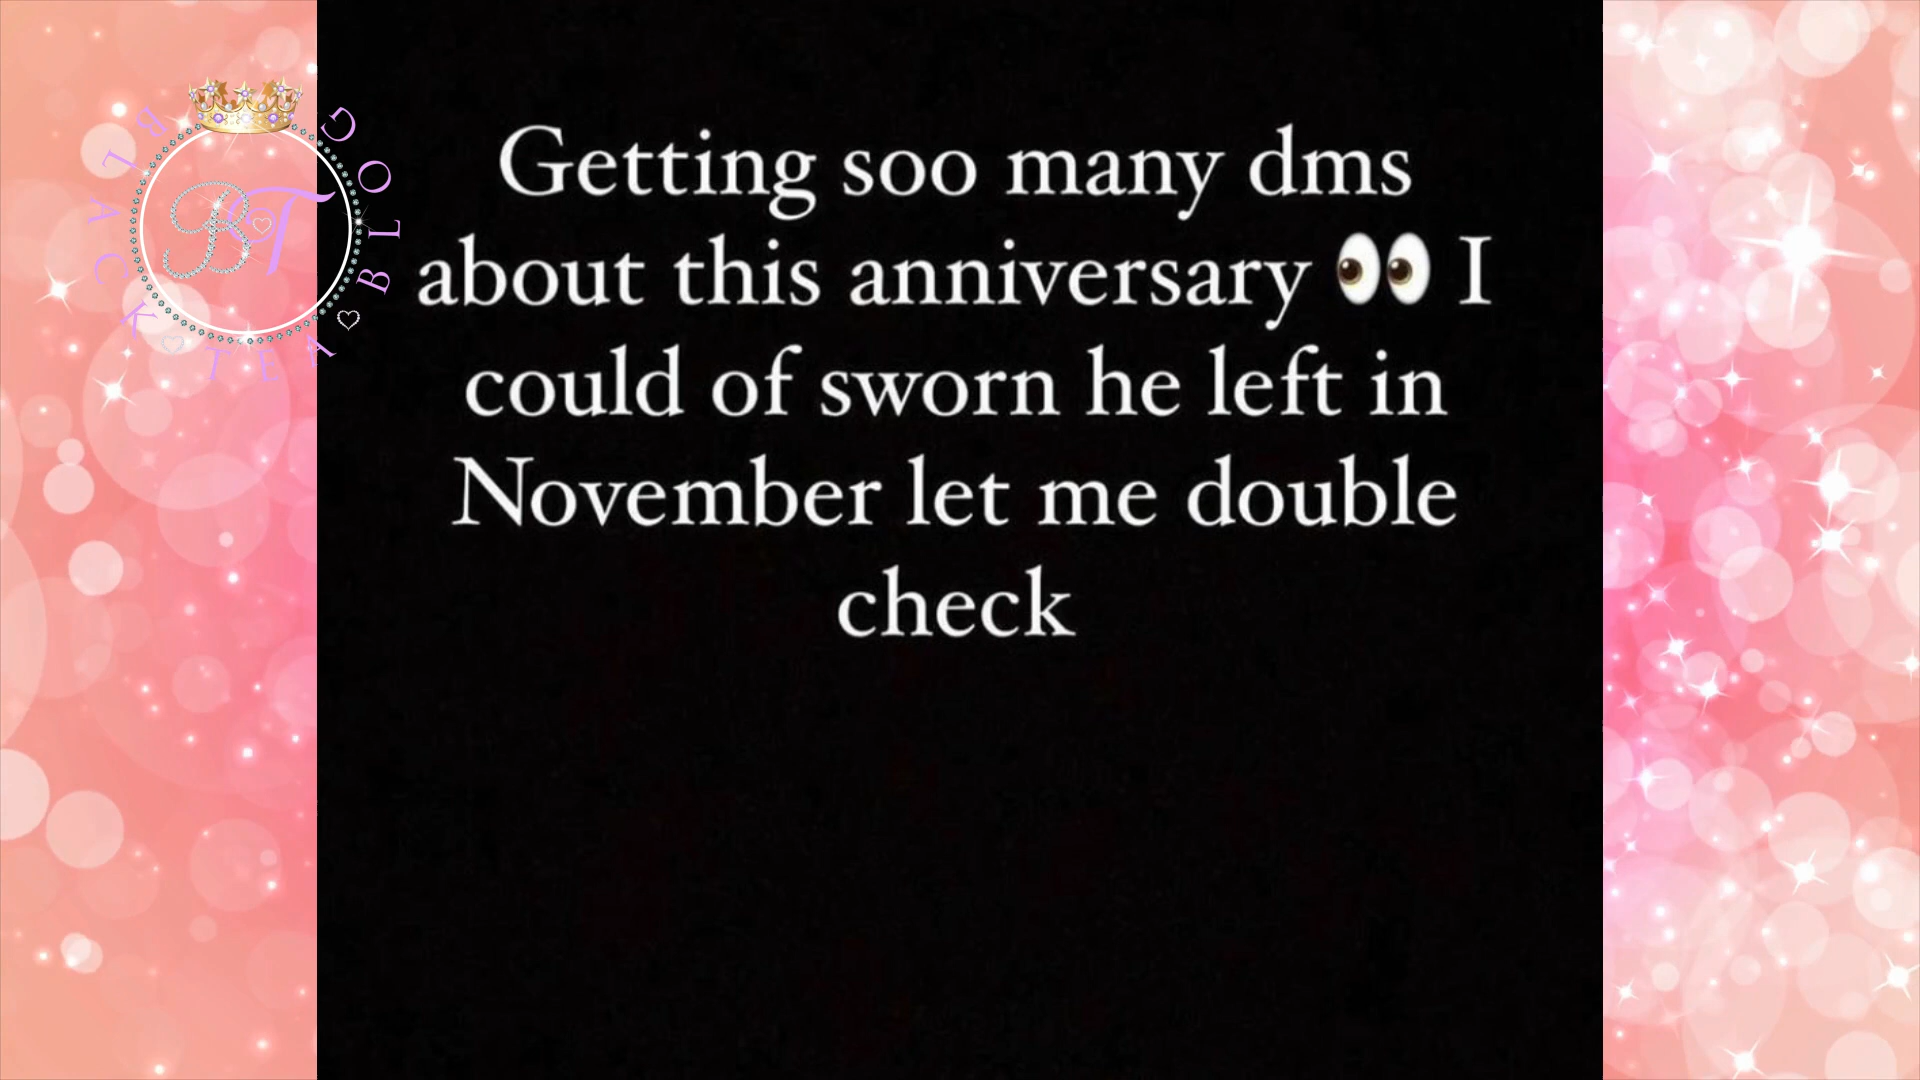 BLACK TEA BLOG
BT
Getting soo many dms
about this anniversary 👀 I
could of sworn he left in
November let me double
check